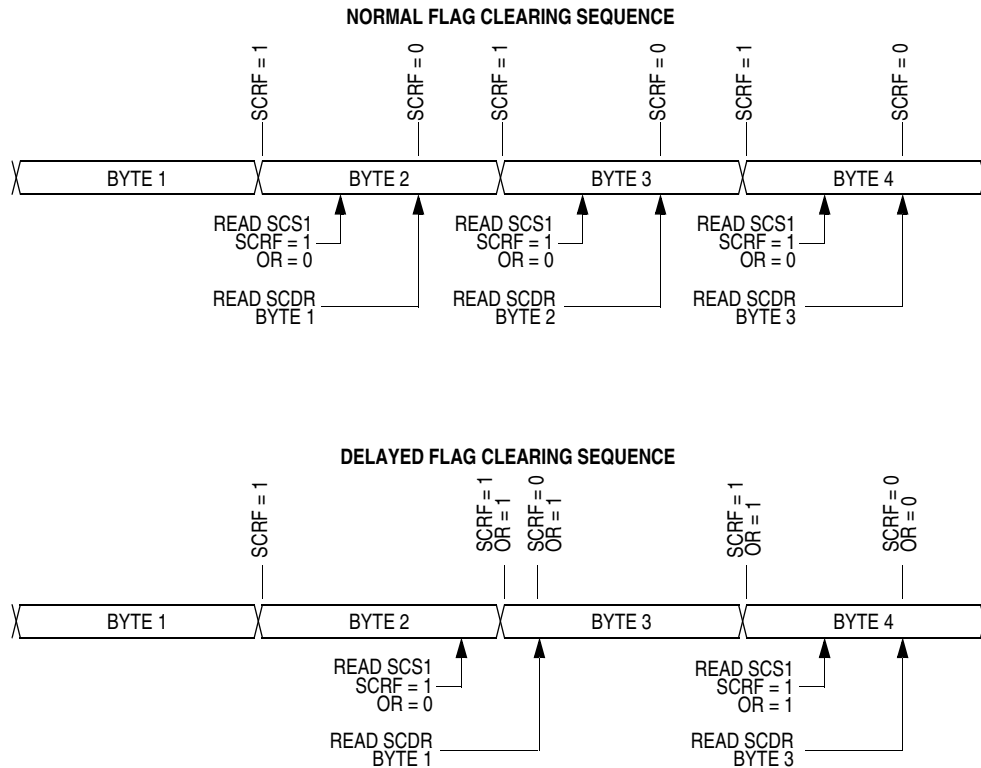 NORMAL FLAG CLEARING SEQUENCE
SCRF = 1
SCRF = 0
SCRF = 1
SCRF = 0
SCRF = 1
SCRF = 0
BYTE 1
BYTE 2
BYTE 3
BYTE 4
READ SCS1
SCRF = 1
OR = 0
READ SCS1
SCRF = 1
OR = 0
READ SCS1
SCRF = 1
OR = 0
READ SCDR
BYTE 1
READ SCDR
BYTE 2
READ SCDR
BYTE 3
DELAYED FLAG CLEARING SEQUENCE
SCRF = 1
SCRF = 1
OR = 1
SCRF = 0
OR = 1
SCRF = 1
OR = 1
SCRF = 0
OR = 0
BYTE 1
BYTE 2
BYTE 3
BYTE 4
READ SCS1
SCRF = 1
OR = 0
READ SCS1
SCRF = 1
OR = 1
READ SCDR
BYTE 1
READ SCDR
BYTE 3